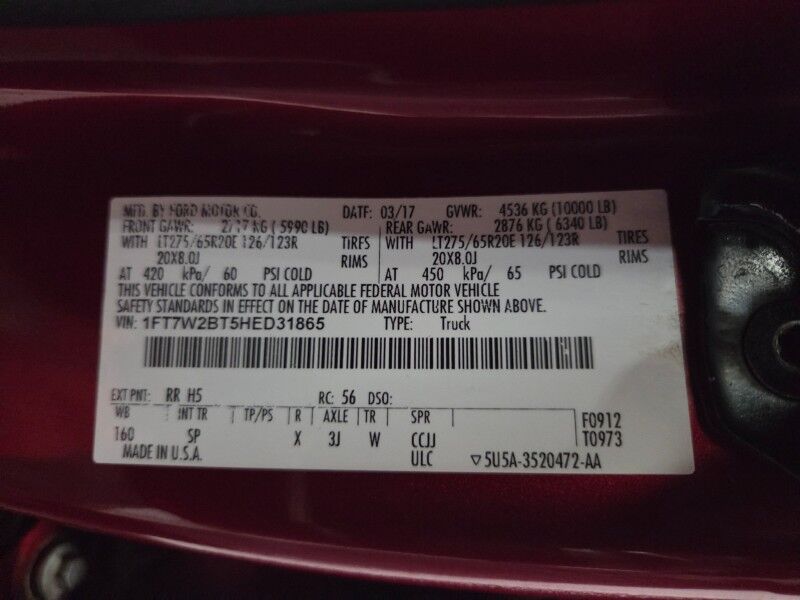 MFD. BY FORD MOTOR CO. DATE: 03/17 GVWR: 4536 KG (10000 LB)
FRONT GAWR: KG ( 5990 LB) REAR GAWR: 2876 KG ( 6340 LB)
WITH LT275/65R20E 126/123R TIRES WITH LT275/65R20E 126/123R TIRES
20X8.0J RIMS 20X8.0J RIMS
AT 420 kPa/ 60 PSI COLD AT 450 kPa/ 65 PSI COLD
THIS VEHICLE CONFORMS TO ALL APPLICABLE FEDERAL MOTOR VEHICLE
SAFETY STANDARDS IN EFFECT ON THE DATE OF MANUFACTURE SHOWN ABOVE.
VIN: 1FT7W2BT5HED31865 TYPE: Truck
EXT PNT: RR H5 RC: 56 DSO:
WB INT TR TP/PS R AXLE TR SPR F0912
160 SP X 3J W CCJJ T0973
MADE IN U.S.A. ULC ▽5U5A-3520472-AA